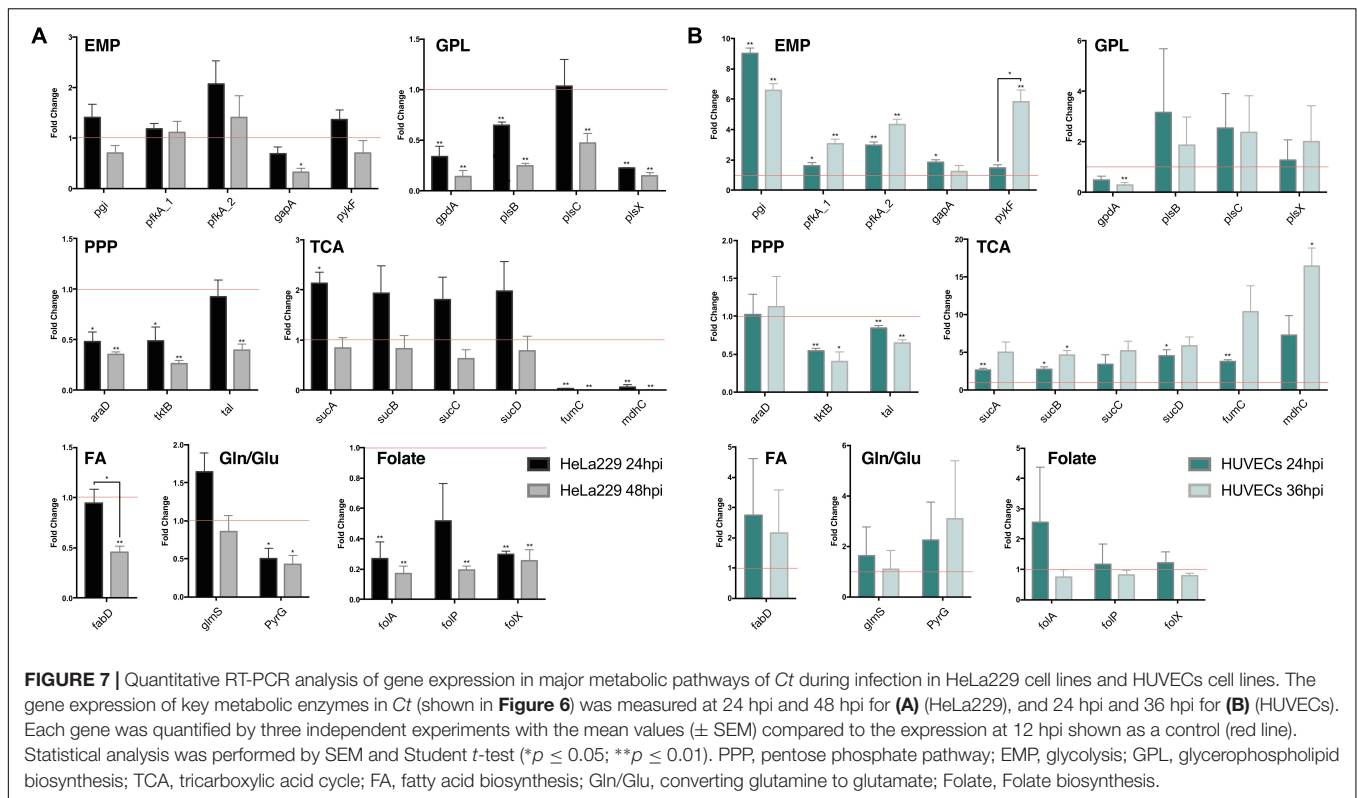 A
EMP
Fold Change
3
2
1
0
pgi
pfkA_1
pfkA_2
gapA
pykF
*
GPL
Fold Change
1.5
1.0
0.5
0.0
gpdA
plsB
plsC
plsX
** ** ** ** ** ** **
PPP
Fold Change
1.5
1.0
0.5
0.0
araD
tktB
tal
* ** * ** **
TCA
Fold Change
3
2
1
0
sucA
sucB
sucC
sucD
fumC
mdhC
* ** ** ** **
FA
Fold Change
1.5
1.0
0.5
0.0
fabD
* **
Gln/Glu
Fold Change
2.0
1.5
1.0
0.5
0.0
glmS
PyrG
* *
Folate
Fold Change
1.0
0.5
0.0
folA
folP
folX
** ** ** ** **
HeLa229 24hpi
HeLa229 48hpi
B
EMP
Fold Change
10
8
6
4
2
0
pgi
pfkA_1
pfkA_2
gapA
pykF
** ** * ** ** ** * * **
GPL
Fold Change
6
4
2
0
gpdA
plsB
plsC
plsX
**
PPP
Fold Change
2.0
1.5
1.0
0.5
0.0
araD
tktB
tal
** * ** **
TCA
Fold Change
20
15
10
5
0
sucA
sucB
sucC
sucD
fumC
mdhC
** * * * ** *
FA
Fold Change
5
4
3
2
1
0
fabD
Gln/Glu
Fold Change
6
4
2
0
glmS
PyrG
Folate
Fold Change
5
4
3
2
1
0
folA
folP
folX
HUVECs 24hpi
HUVECs 36hpi
FIGURE 7 | Quantitative RT-PCR analysis of gene expression in major metabolic pathways of Ct during infection in HeLa229 cell lines and HUVECs cell lines. The
gene expression of key metabolic enzymes in Ct (shown in Figure 6) was measured at 24 hpi and 48 hpi for (A) (HeLa229), and 24 hpi and 36 hpi for (B) (HUVECs).
Each gene was quantified by three independent experiments with the mean values (± SEM) compared to the expression at 12 hpi shown as a control (red line).
Statistical analysis was performed by SEM and Student t-test (*p ≤ 0.05; **p ≤ 0.01). PPP, pentose phosphate pathway; EMP, glycolysis; GPL, glycerophospholipid
biosynthesis; TCA, tricarboxylic acid cycle; FA, fatty acid biosynthesis; Gln/Glu, converting glutamine to glutamate; Folate, Folate biosynthesis.